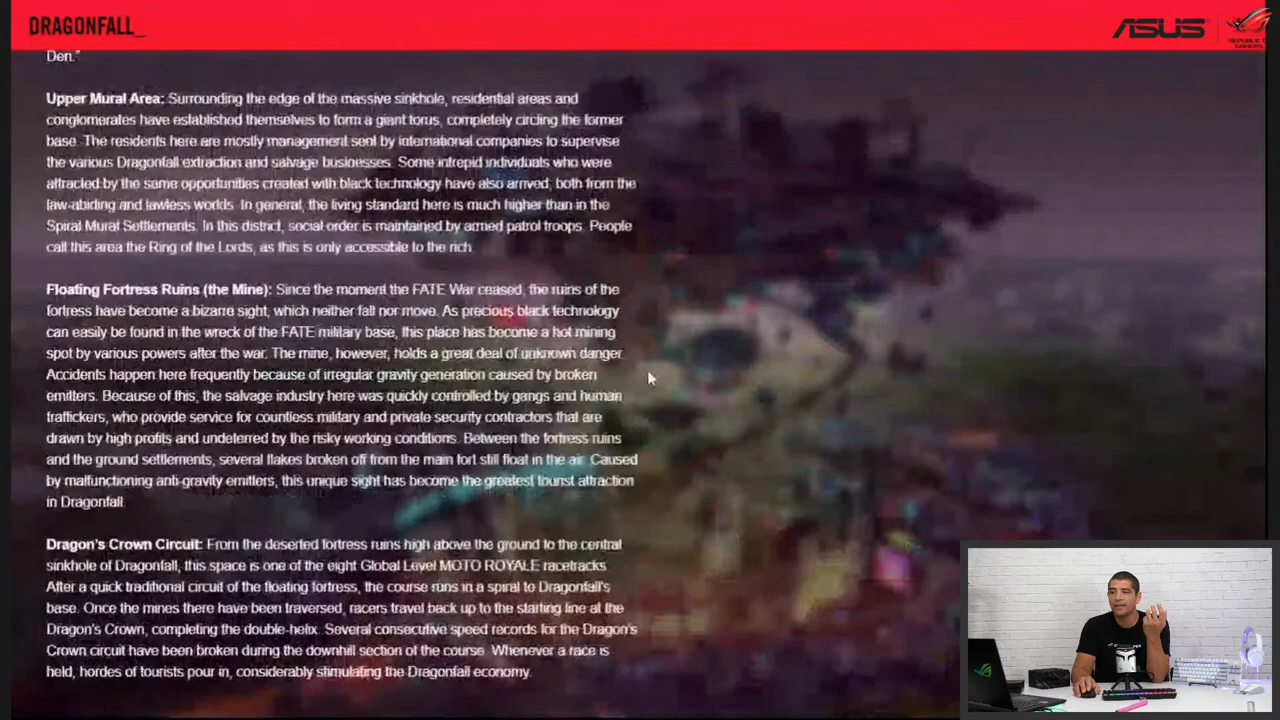 DRAGONFALL_
ASUS
REPUBLIC OF
GAMERS
Den."
Upper Mural Area: Surrounding the edge of the massive sinkhole, residential areas and
conglomerates have established themselves to form a giant torus, completely circling the former
base. The residents here are mostly management sent by international companies to supervise
the various Dragonfall extraction and salvage businesses. Some intrepid individuals who were
attracted by the same opportunities created with black technology have also arrived, both from the
law-abiding and lawless worlds. In general, the living standard here is much higher than in the
Spiral Mural Settlements. In this district, social order is maintained by armed patrol troops. People
call this area the Ring of the Lords, as this is only accessible to the rich.
Floating Fortress Ruins (the Mine): Since the moment the FATE War ceased, the ruins of the
fortress have become a bizarre sight, which neither fall nor move. As precious black technology
can easily be found in the wreck of the FATE military base, this place has become a hot mining
spot by various powers after the war. The mine, however, holds a great deal of unknown danger.
Accidents happen here frequently because of irregular gravity generation caused by broken
emitters. Because of this, the salvage industry here was quickly controlled by gangs and human
traffickers, who provide service for countless military and private security contractors that are
drawn by high profits and undeterred by the risky working conditions. Between the fortress ruins
and the ground settlements, several flakes broken off from the main fort still float in the air. Caused
by malfunctioning anti-gravity emitters, this unique sight has become the greatest tourist attraction
in Dragonfall.
Dragon's Crown Circuit: From the deserted fortress ruins high above the ground to the central
sinkhole of Dragonfall, this space is one of the eight Global Level MOTO ROYALE racetracks.
After a quick traditional circuit of the floating fortress, the course runs in a spiral to Dragonfall's
base. Once the mines there have been traversed, racers travel back up to the starting line at the
Dragon's Crown, completing the double-helix. Several consecutive speed records for the Dragon's
Crown circuit have been broken during the downhill section of the course. Whenever a race is
held, hordes of tourists pour in, considerably stimulating the Dragonfall economy.